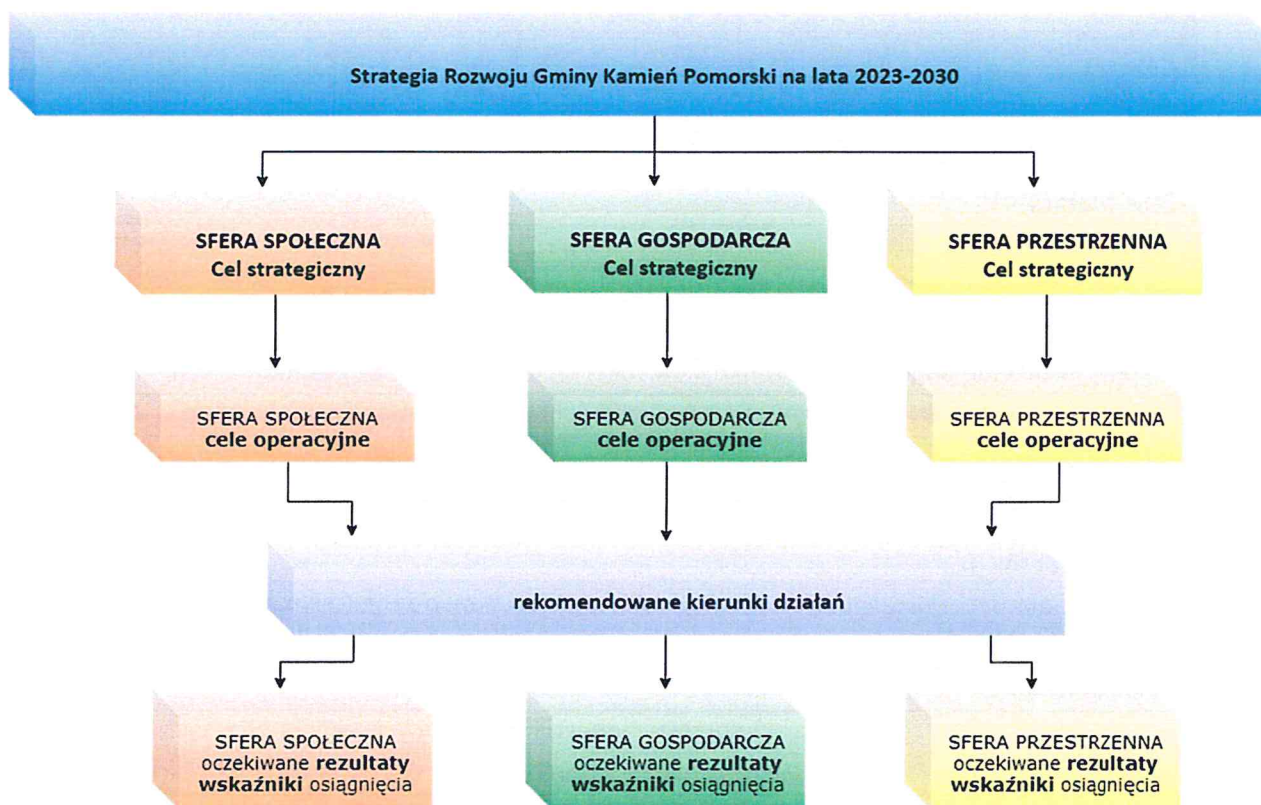 Strategia Rozwoju Gminy Kamień Pomorski na lata 2023-2030
SFERA SPOŁECZNA
Cel strategiczny
SFERA GOSPODARCZA
Cel strategiczny
SFERA PRZESTRZENNA
Cel strategiczny
SFERA SPOŁECZNA
cele operacyjne
SFERA GOSPODARCZA
cele operacyjne
SFERA PRZESTRZENNA
cele operacyjne
rekomendowane kierunki działań
SFERA SPOŁECZNA
oczekiwane rezultaty
wskaźniki osiągnięcia
SFERA GOSPODARCZA
oczekiwane rezultaty
wskaźniki osiągnięcia
SFERA PRZESTRZENNA
oczekiwane rezultaty
wskaźniki osiągnięcia